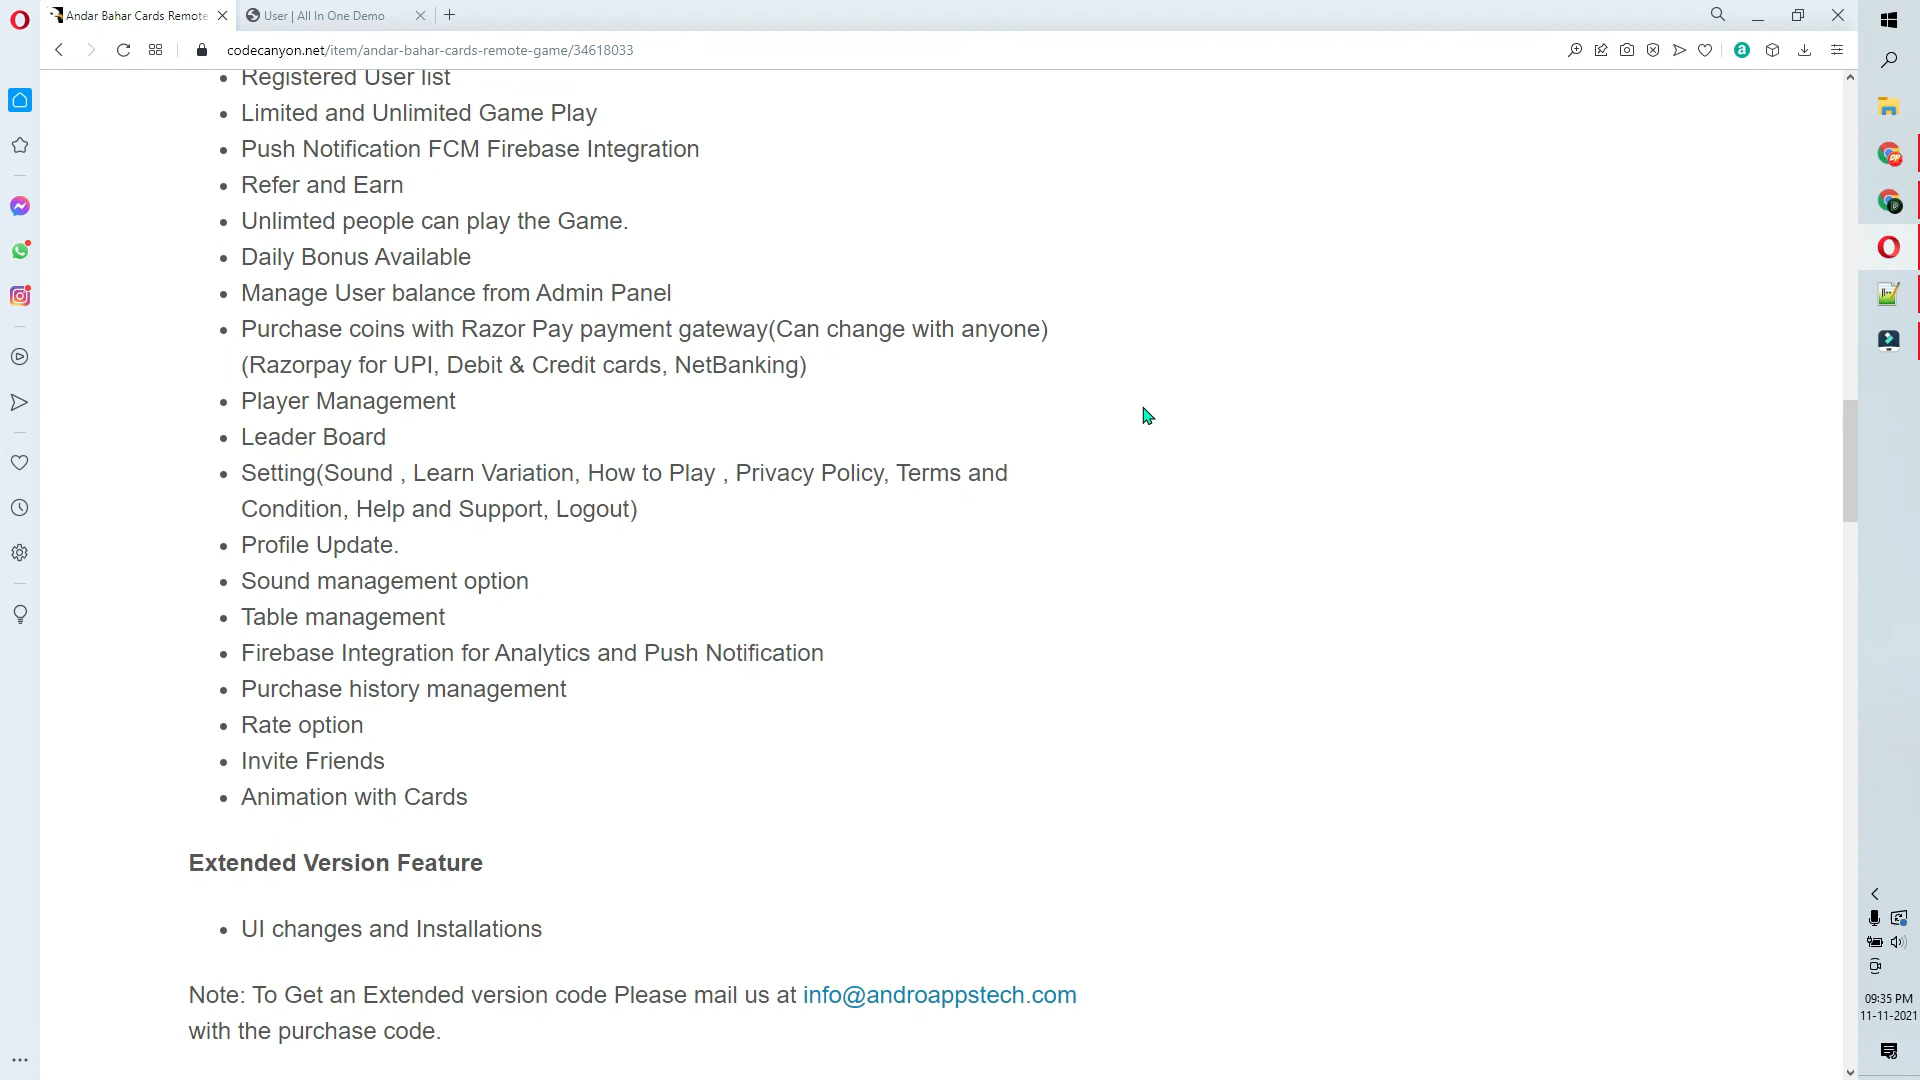 Andar Bahar Cards Remote
User | All In One Demo
codecanyon.net/item/andar-bahar-cards-remote-game/34618033
Registered User list
Limited and Unlimited Game Play
Push Notification FCM Firebase Integration
Refer and Earn
Unlimted people can play the Game.
Daily Bonus Available
Manage User balance from Admin Panel
Purchase coins with Razor Pay payment gateway(Can change with anyone)
(Razorpay for UPI, Debit & Credit cards, NetBanking)
Player Management
Leader Board
Setting(Sound , Learn Variation, How to Play , Privacy Policy, Terms and
Condition, Help and Support, Logout)
Profile Update.
Sound management option
Table management
Firebase Integration for Analytics and Push Notification
Purchase history management
Rate option
Invite Friends
Animation with Cards
Extended Version Feature
UI changes and Installations
Note: To Get an Extended version code Please mail us at info@androappstech.com
with the purchase code.
09:35 PM
11-11-2021